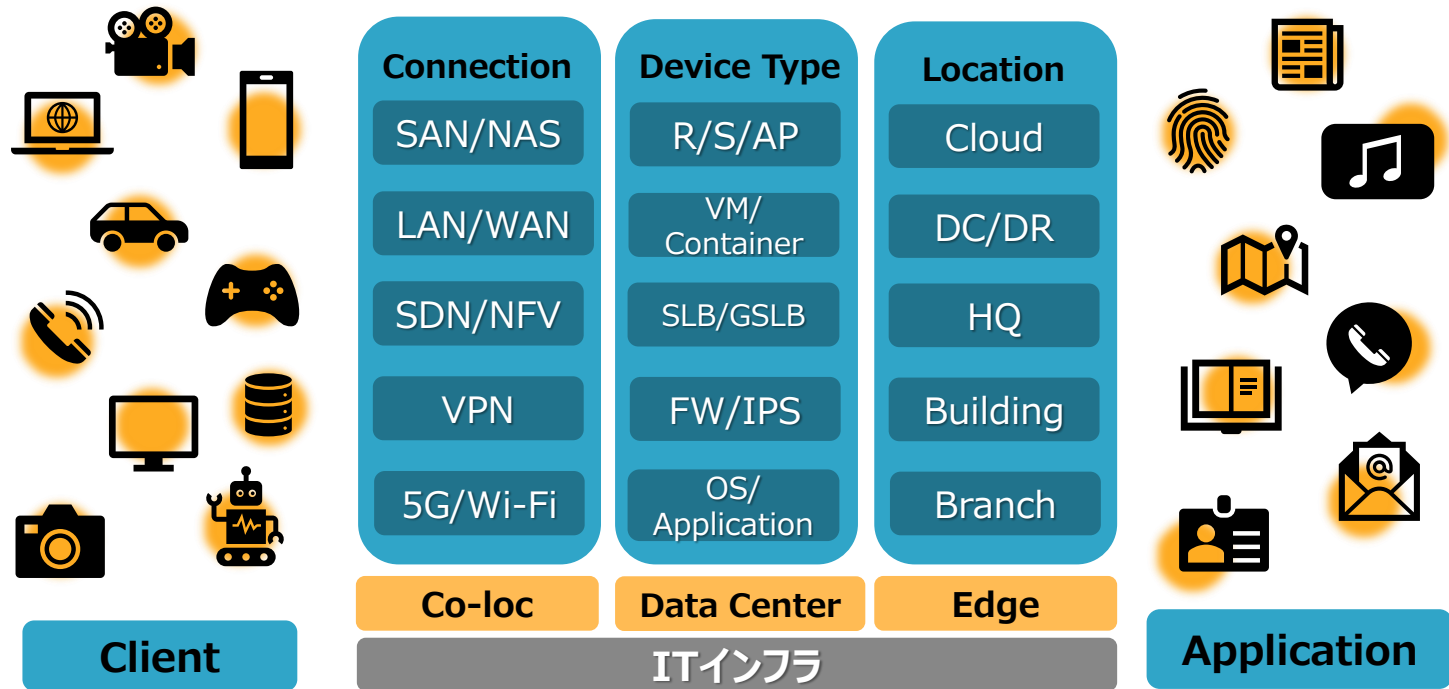 Connection
SAN/NAS
LAN/WAN
SDN/NFV
VPN
5G/Wi-Fi
Device Type
R/S/AP
VM/
Container
SLB/GSLB
FW/IPS
OS/
Application
Location
Cloud
DC/DR
HQ
Building
Branch
@
Co-loc
Data Center
Edge
Client
ITインフラ
Application